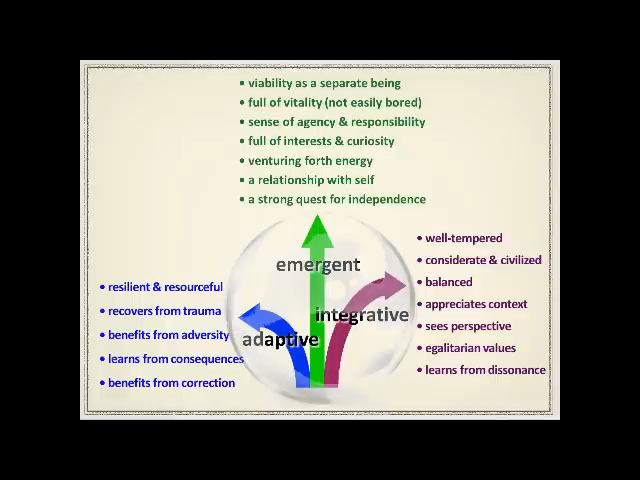 • viability as a separate being
• full of vitality (not easily bored)
• sense of agency & responsibility
• full of interests & curiosity
• venturing forth energy
• a relationship with self
• a strong quest for independence
emergent
integrative
adaptive
• resilient & resourceful
• recovers from trauma
• benefits from adversity
• learns from consequences
• benefits from correction
• well-tempered
• considerate & civilized
• balanced
• appreciates context
• sees perspective
• egalitarian values
• learns from dissonance